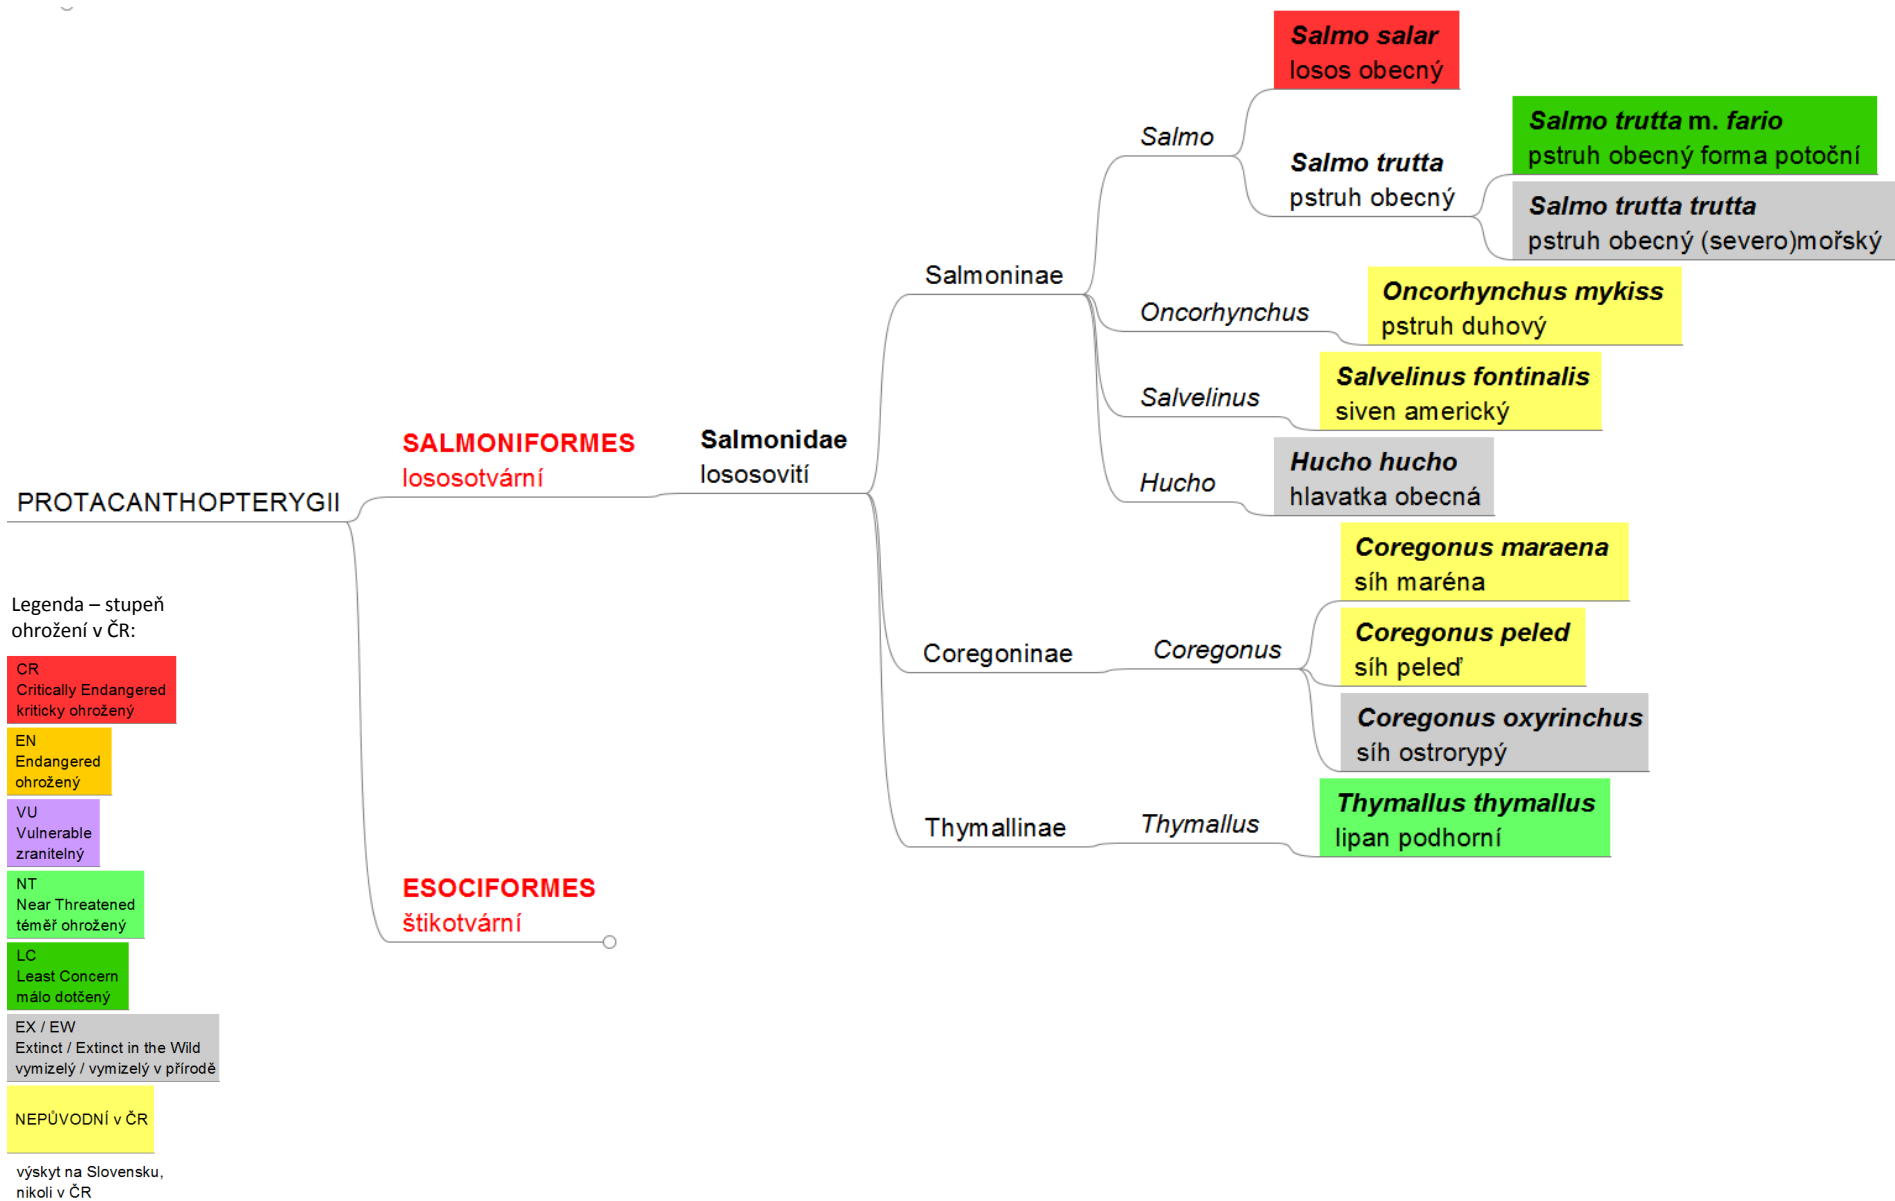 PROTACANTHOPTERYGII
SALMONIFORMES
lososotvární
Salmonidae
lososovití
Salmoninae
Salmo
Salmo salar
losos obecný
Salmo trutta
pstruh obecný
Salmo trutta m. fario
pstruh obecný forma potoční
Salmo trutta trutta
pstruh obecný (severo)mořský
Oncorhynchus
Oncorhynchus mykiss
pstruh duhový
Salvelinus
Salvelinus fontinalis
siven americký
Hucho
Hucho hucho
hlavatka obecná
Coregoninae
Coregonus
Coregonus maraena
síh maréna
Coregonus peled
síh peleď
Coregonus oxyrinchus
síh ostrorypý
Thymallinae
Thymallus
Thymallus thymallus
lipan podhorní
ESOCIFORMES
štikotvární
Legenda – stupeň
ohrožení v ČR:
CR
Critically Endangered
kriticky ohrožený
EN
Endangered
ohrožený
VU
Vulnerable
zranitelný
NT
Near Threatened
téměř ohrožený
LC
Least Concern
málo dotčený
EX / EW
Extinct / Extinct in the Wild
vymizelý / vymizelý v přírodě
NEPŮVODNÍ v ČR
výskyt na Slovensku,
nikoli v ČR